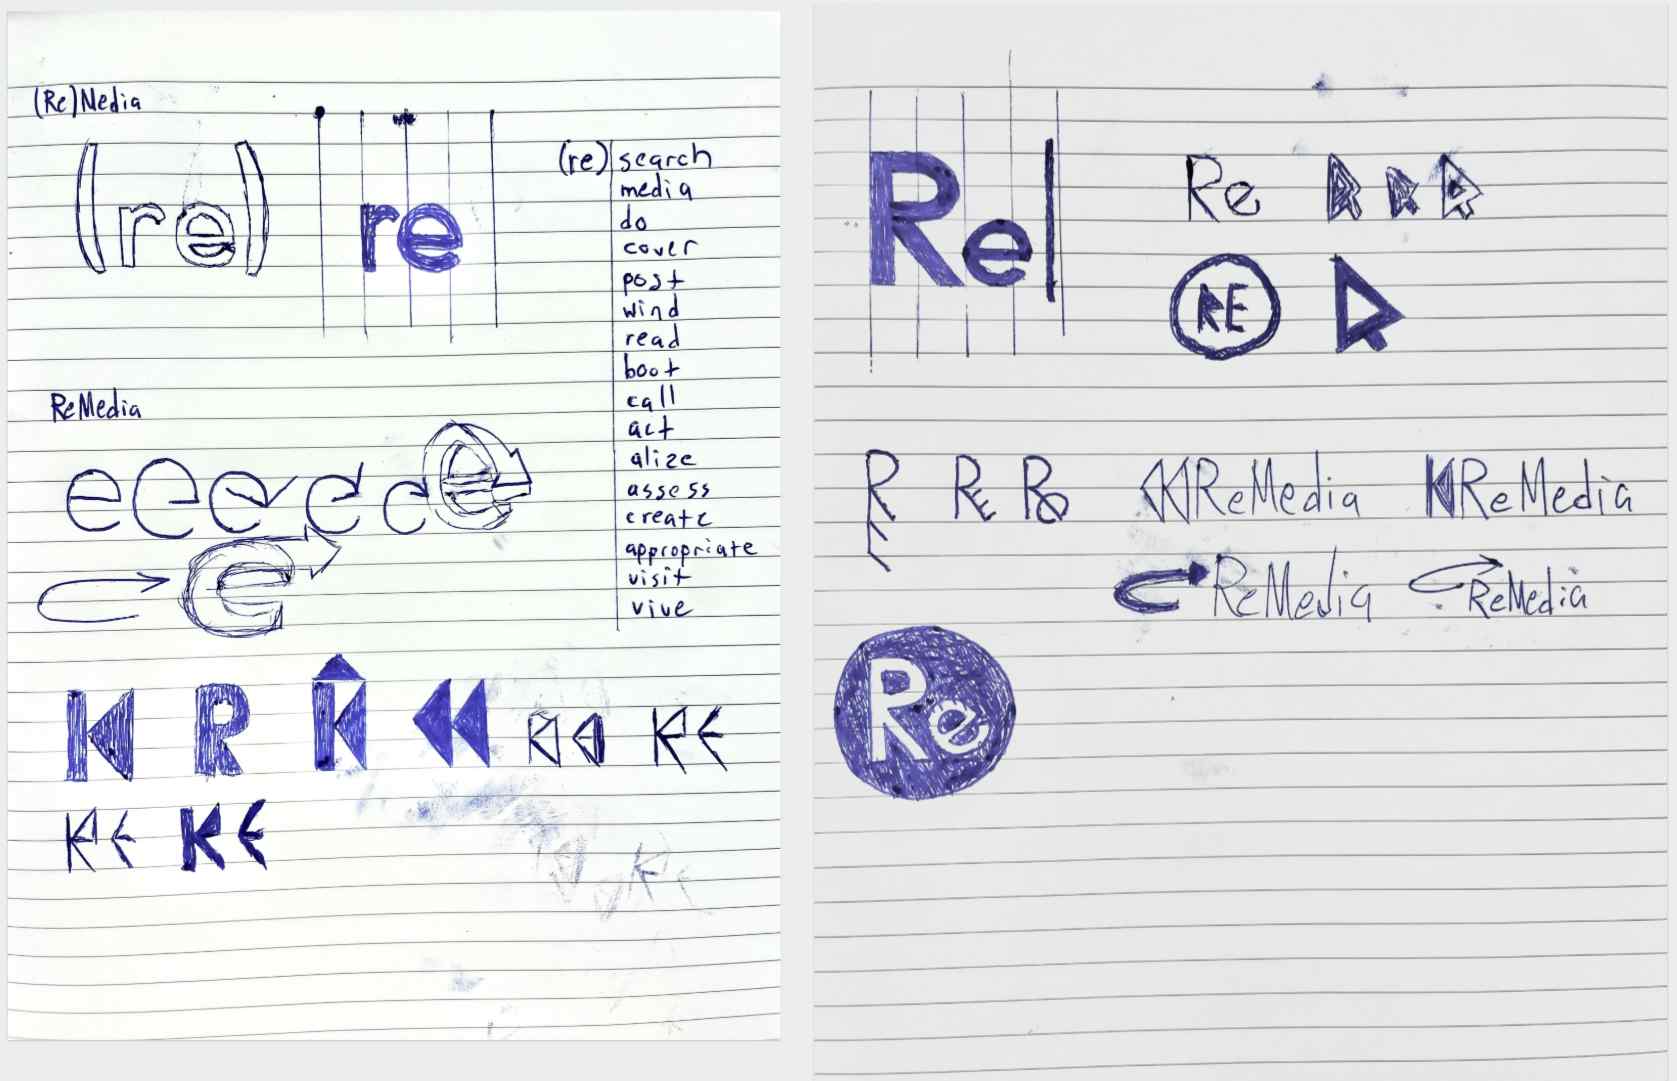 (Re)Media
(re)
re
(re) search
media
do
cover
post
wind
read
boot
call
act
alize
assess
create
appropriate
visit
vive
ReMedia
e e e e e e
e
R
R E
R E
R E
Re
Re
RE
R E
R E
R e
ReMedia
ReMedia
ReMedia
ReMedia
Re